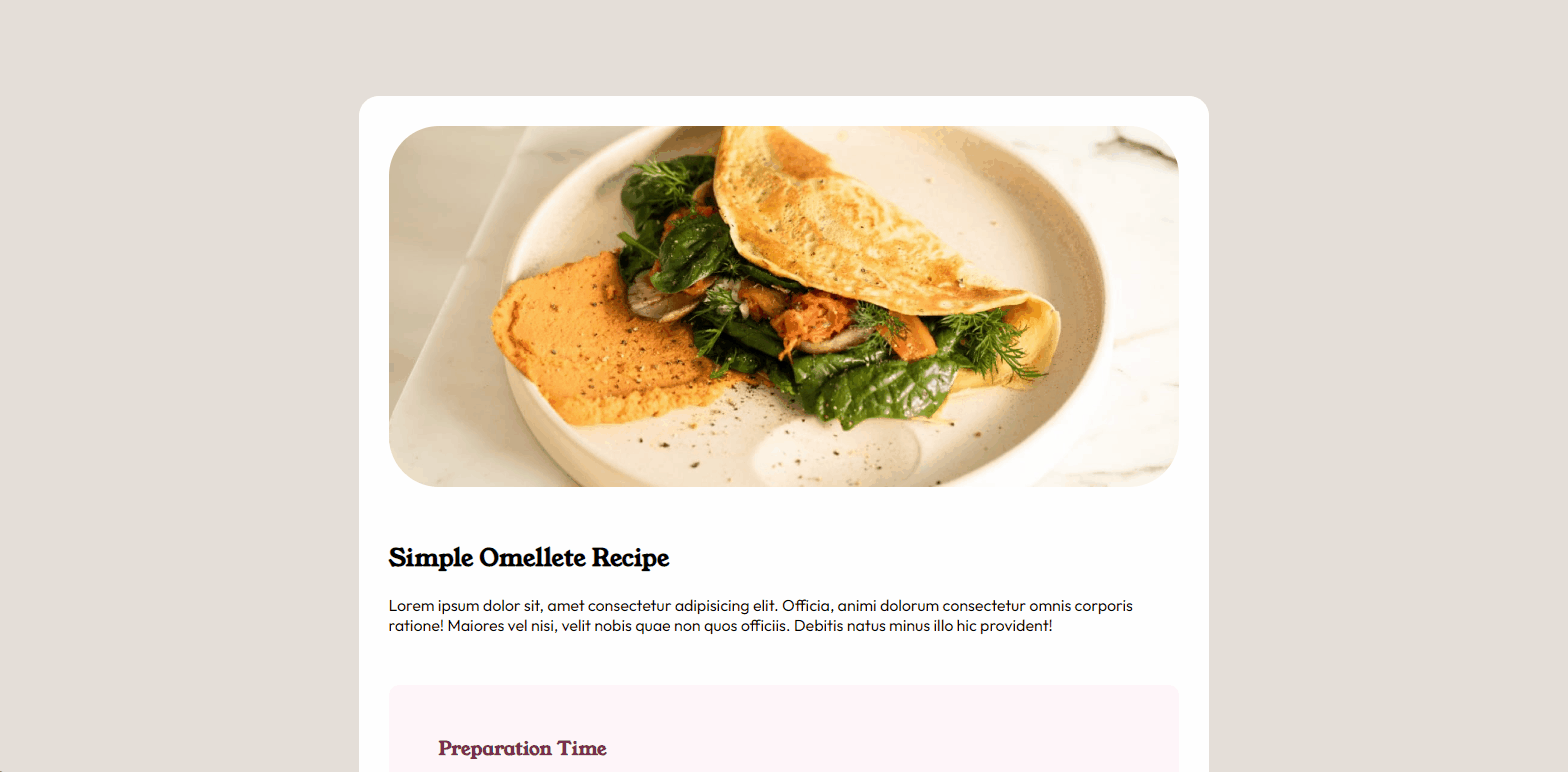 Simple Omellete Recipe
Lorem ipsum dolor sit, amet consectetur adipisicing elit. Officia, animi dolorum consectetur omnis corporis
ratione! Maiores vel nisi, velit nobis quae non quos officiis. Debitis natus minus illo hic provident!
Preparation Time